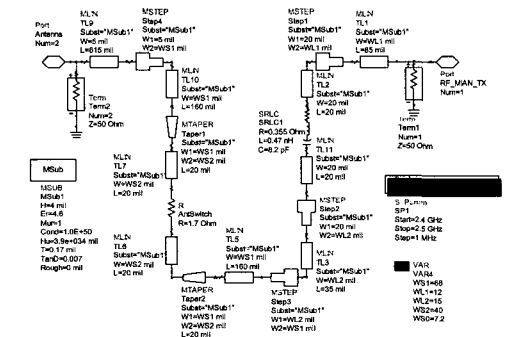 Port
Antenna
Num=2
MLIN
TL9
Subst="MSub1"
W=5 mil
L=615 mil
MSTEP
Step4
Subst="MSub1"
W1=5 mil
W2=WS1 mil
MSTEP
Step1
Subst="MSub1"
W1=20 mil
W2=WL1 mil
MLIN
TL1
Subst="MSub1"
W=WL1 mil
L=85 mil
Port
RF_MIAN_TX
Num=1
Term
Term2
Num=2
Z=50 Ohm
MLIN
TL10
Subst="MSub1"
W=WS1 mil
L=160 mil
MLIN
TL2
Subst="MSub1"
W=20 mil
L=20 mil
Term
Term1
Num=1
Z=50 Ohm
SRLC
SRLC1
R=0.355 Ohm
L=0.47 nH
C=8.2 pF
MTAPER
Taper1
Subst="MSub1"
W1=WS1 mil
W2=WS2 mil
L=20 mil
MLIN
TL7
Subst="MSub1"
W=WS2 mil
L=20 mil
MLIN
TL11
Subst="MSub1"
W=20 mil
L=20 mil
MSub
MSUB
MSub1
H=4 mil
Er=4.6
Mur=1
Cond=1.0E+50
Hu=3.9e+034 mil
T=0.17 mil
TanD=0.007
Rough=0 mil
R
AntSwitch
R=1.7 Ohm
MSTEP
Step2
Subst="MSub1"
W1=20 mil
W2=WL2 mil
S_Param
SP1
Start=2.4 GHz
Stop=2.5 GHz
Step=1 MHz
MLIN
TL6
Subst="MSub1"
W=WS2 mil
L=20 mil
MLIN
TL5
Subst="MSub1"
W=WS1 mil
L=160 mil
MLIN
TL3
Subst="MSub1"
W=WL2 mil
L=35 mil
MTAPER
Taper2
Subst="MSub1"
W1=WS1 mil
W2=WS2 mil
L=20 mil
MSTEP
Step3
Subst="MSub1"
W1=WL2 mil
W2=WS1 mil
VAR
VAR4
WS1=68
WL1=12
WL2=15
WS2=40
WS0=7.2